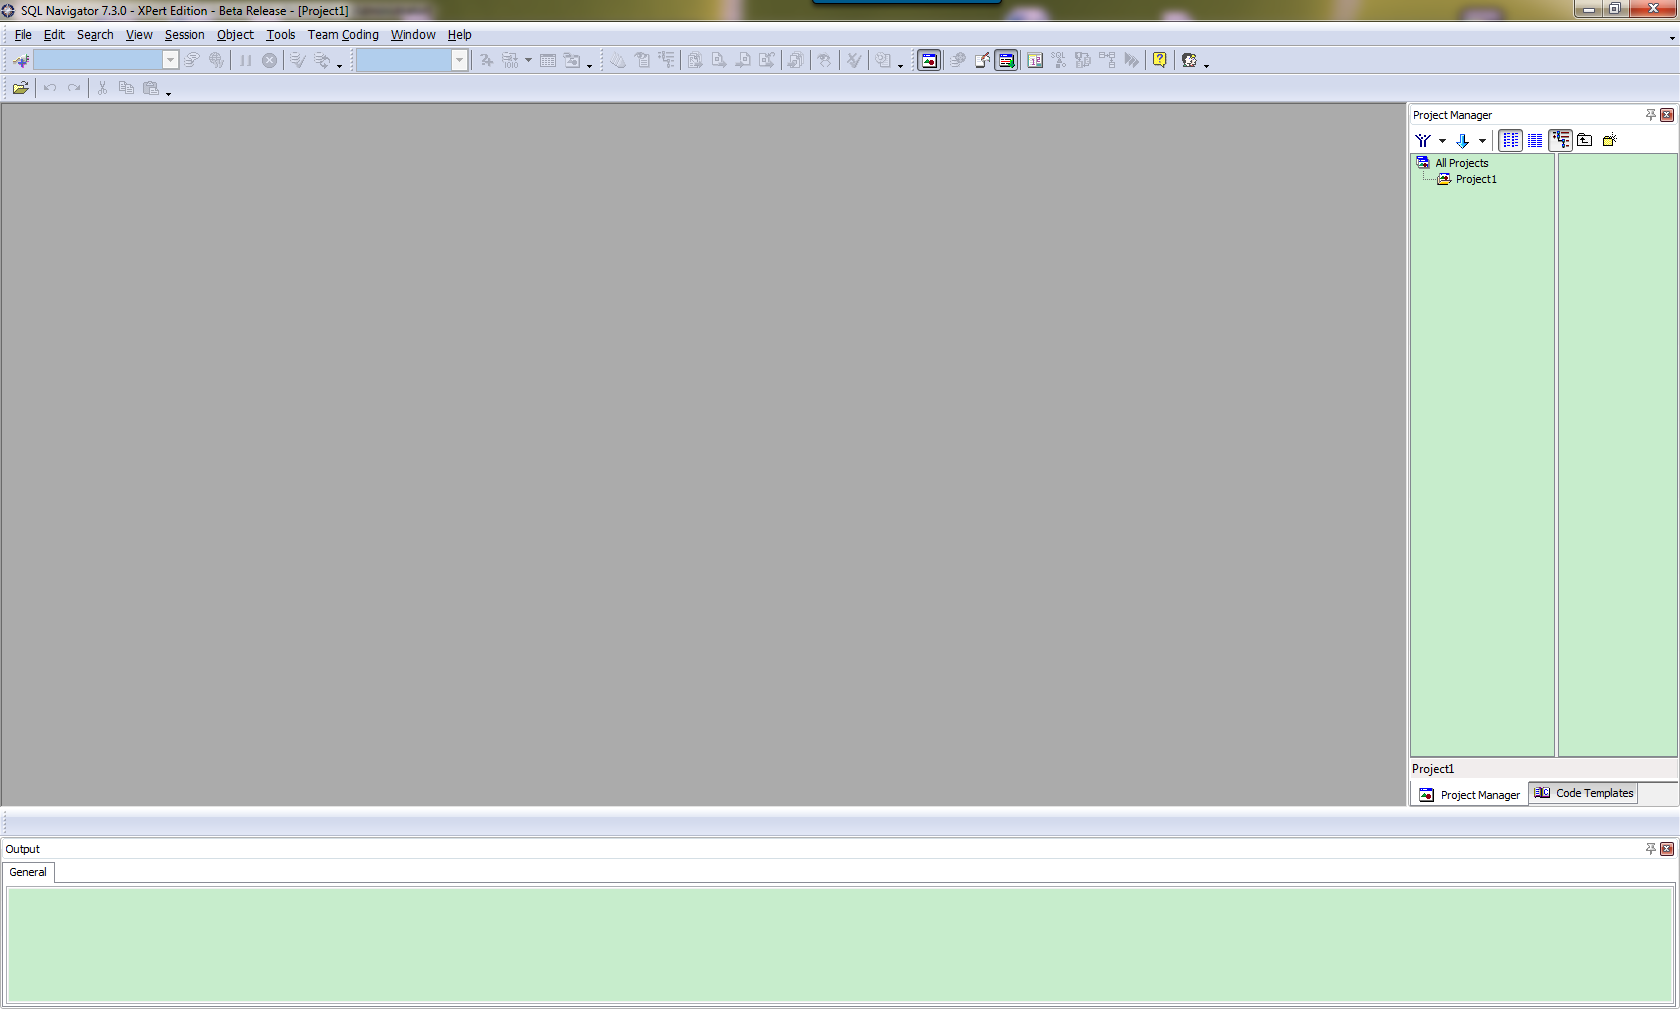 SQL Navigator 7.3.0 - XPert Edition - Beta Release - [Project1]
File Edit Search View Session Object Tools Team Coding Window Help
Project Manager
All Projects
Project1
Project1
Project Manager Code Templates
Output
General